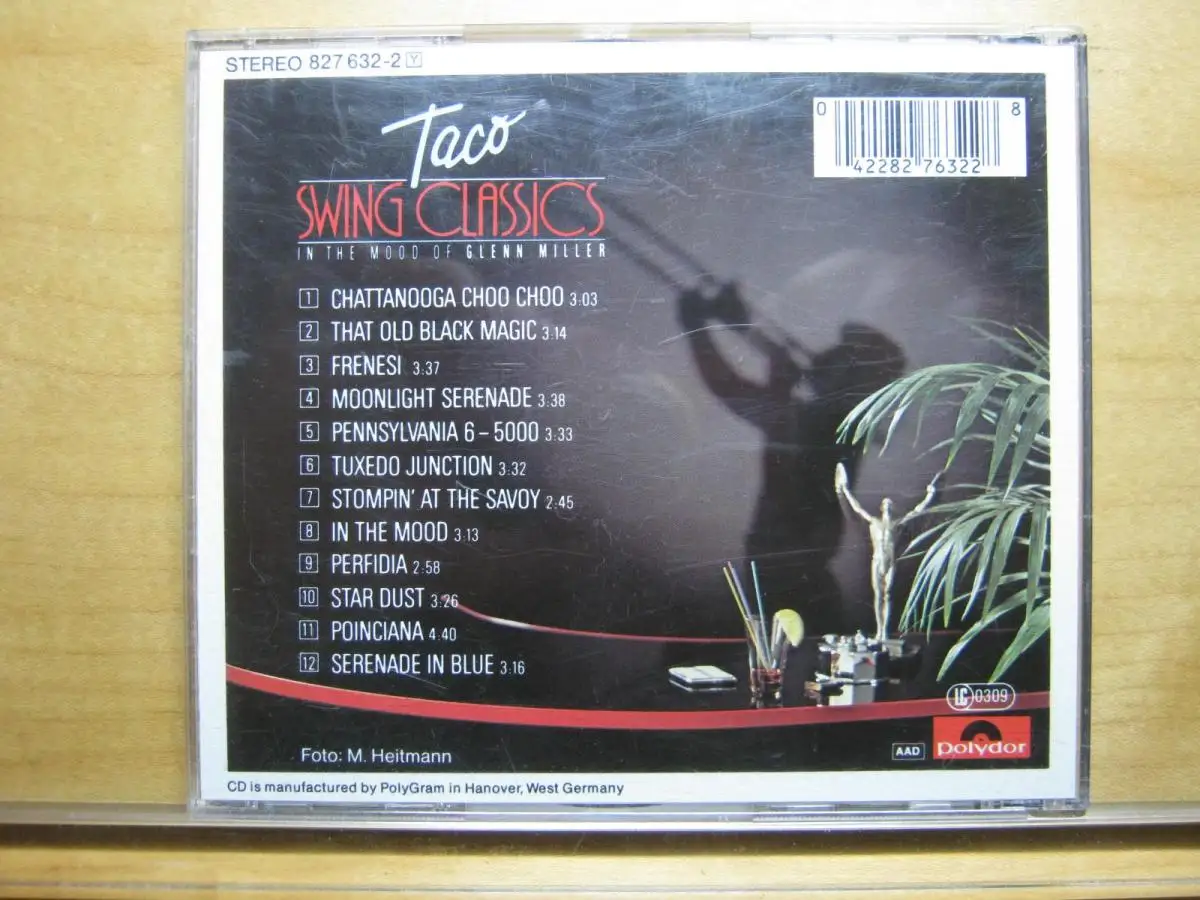 STEREO 827 632-2 Y
0 42282 76322 8
Taco
SWING CLASSICS
IN THE MOOD OF GLENN MILLER
1 CHATTANOOGA CHOO CHOO 3:03
2 THAT OLD BLACK MAGIC 3:14
3 FRENESI 3:37
4 MOONLIGHT SERENADE 3:38
5 PENNSYLVANIA 6 – 5000 3:33
6 TUXEDO JUNCTION 3:32
7 STOMPIN' AT THE SAVOY 2:45
8 IN THE MOOD 3:13
9 PERFIDIA 2:58
10 STAR DUST 3:26
11 POINCIANA 4:40
12 SERENADE IN BLUE 3:16
LC 0309
AAD
polydor
Foto: M. Heitmann
CD is manufactured by PolyGram in Hanover, West Germany